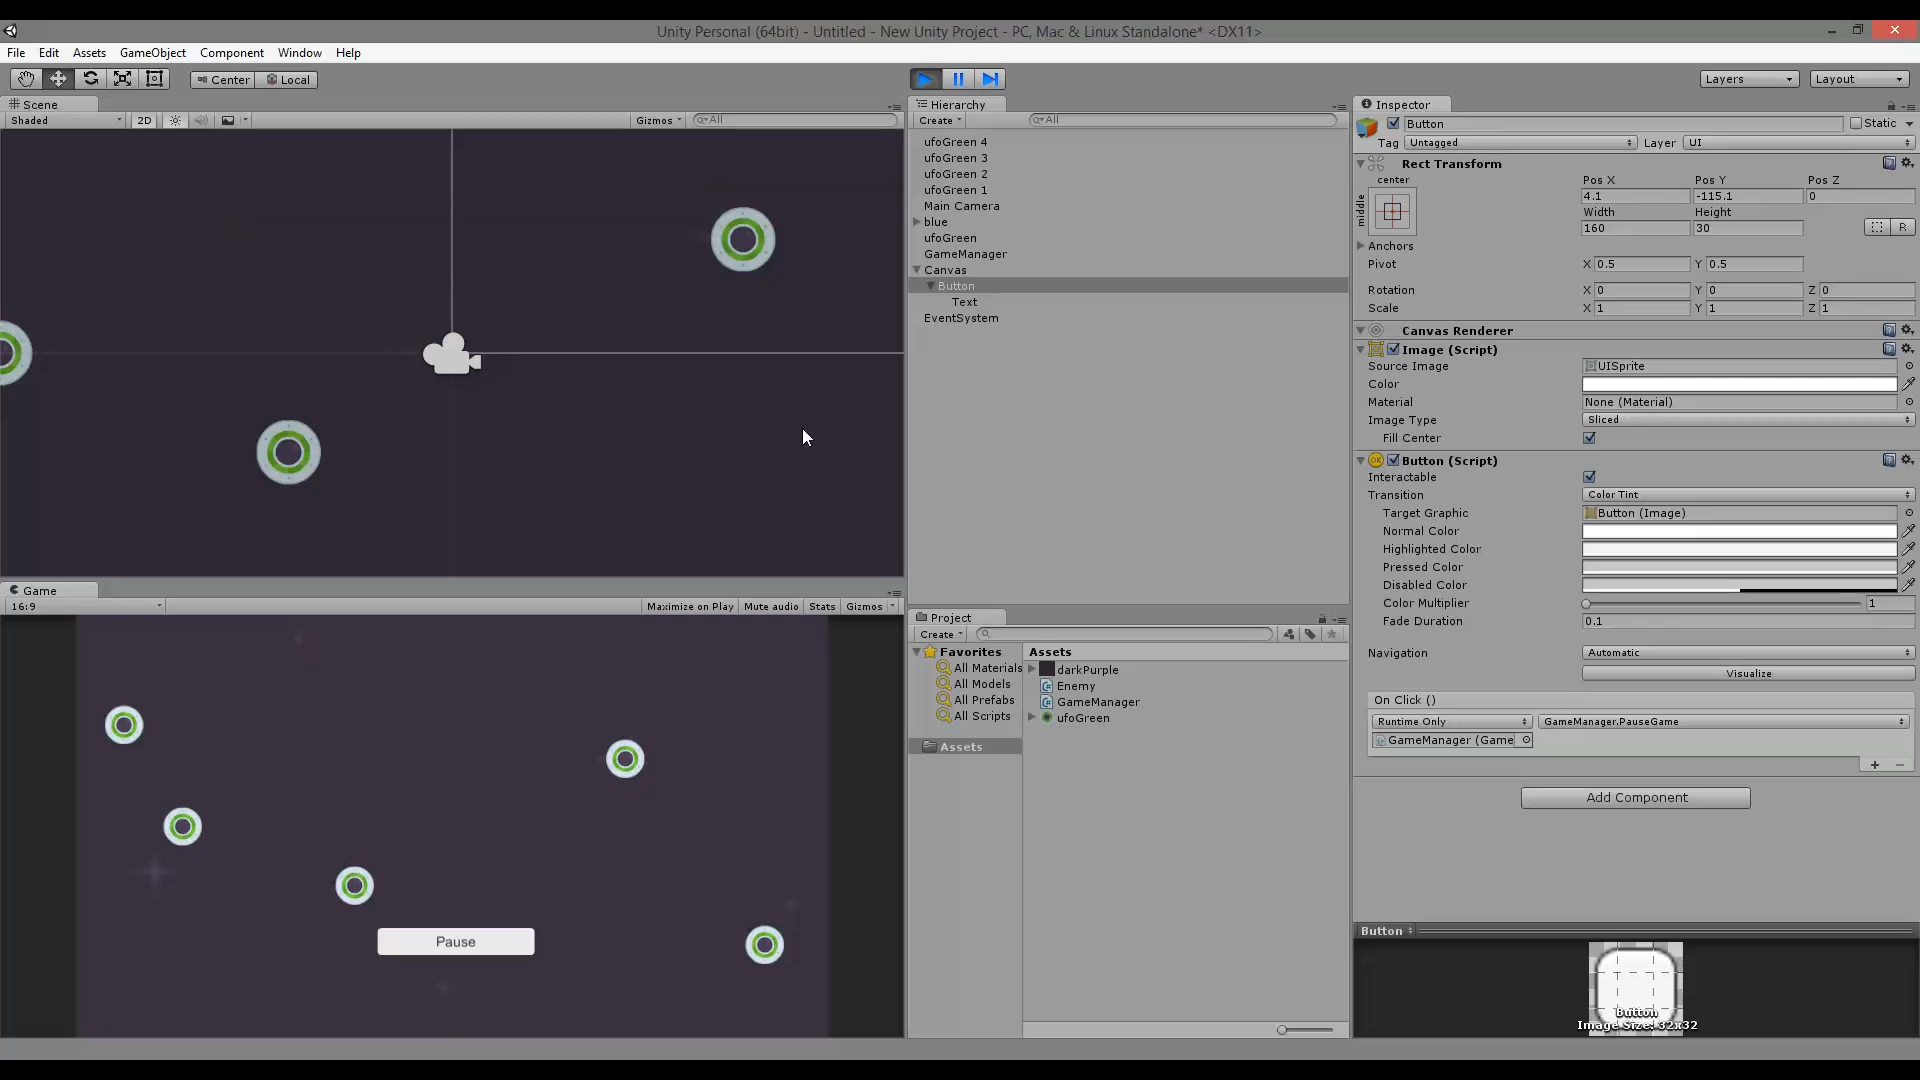 Unity Personal (64bit) - Untitled - New Unity Project - PC, Mac & Linux Standalone* <DX11>
File Edit Assets GameObject Component Window Help
Center Local
Layers Layout
Scene
Shaded 2D Gizmos All
Hierarchy
Create All
ufoGreen 4
ufoGreen 3
ufoGreen 2
ufoGreen 1
Main Camera
blue
ufoGreen
GameManager
Canvas
Button
Text
EventSystem
Game
16:9 Maximize on Play Mute audio Stats Gizmos
Pause
Project
Create
Favorites
All Materials
All Models
All Prefabs
All Scripts
Assets
Assets
darkPurple
Enemy
GameManager
ufoGreen
Inspector
Button Static
Tag Untagged Layer UI
Rect Transform
center Pos X Pos Y Pos Z
middle 4.1 -115.1 0
Width Height
160 30 R
Anchors
Pivot X 0.5 Y 0.5
Rotation X 0 Y 0 Z 0
Scale X 1 Y 1 Z 1
Canvas Renderer
Image (Script)
Source Image UISprite
Color
Material None (Material)
Image Type Sliced
Fill Center
OK Button (Script)
Interactable
Transition Color Tint
Target Graphic Button (Image)
Normal Color
Highlighted Color
Pressed Color
Disabled Color
Color Multiplier 1
Fade Duration 0.1
Navigation Automatic
Visualize
On Click ()
Runtime Only GameManager.PauseGame
GameManager (Game
+ −
Add Component
Button
Button
Image Size: 32x32